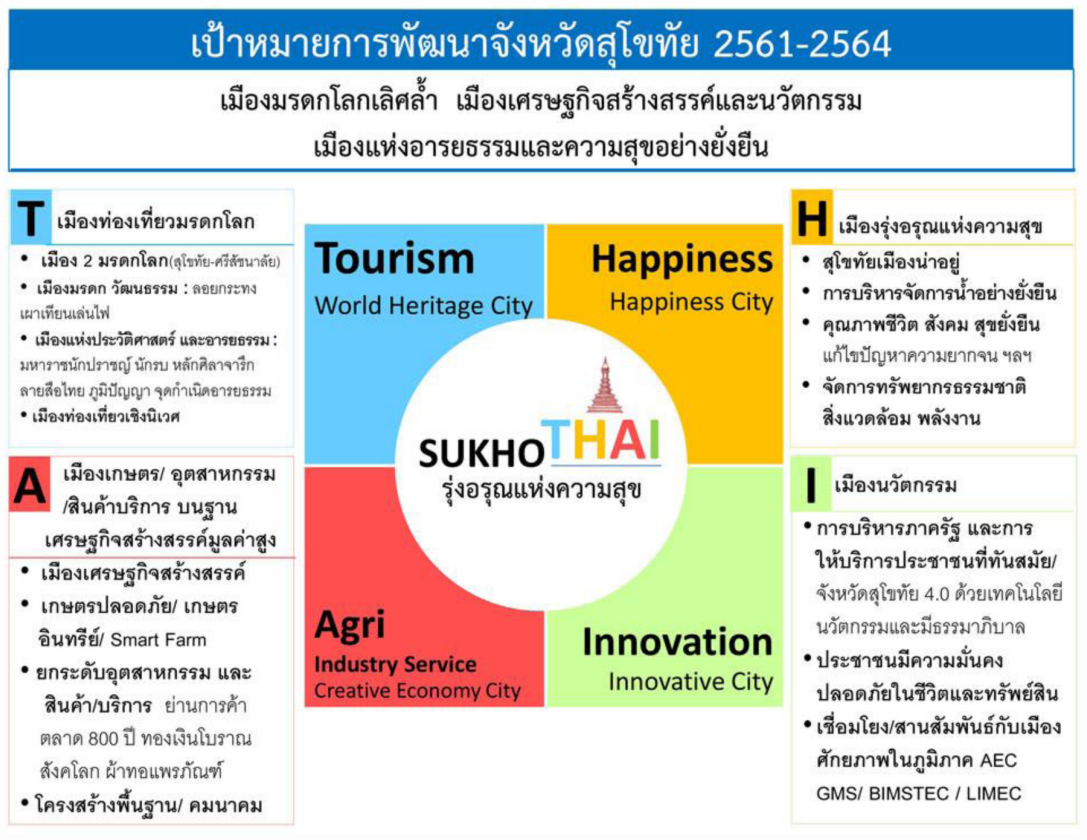 เป้าหมายการพัฒนาจังหวัดสุโขทัย 2561-2564
เมืองมรดกโลกเลิศล้ำ เมืองเศรษฐกิจสร้างสรรค์และนวัตกรรม
เมืองแห่งอารยธรรมและความสุขอย่างยั่งยืน
T เมืองท่องเที่ยวมรดกโลก
• เมือง 2 มรดกโลก(สุโขทัย-ศรีสัชนาลัย)
• เมืองมรดก วัฒนธรรม : ลอยกระทง
เผาเทียนเล่นไฟ
• เมืองแห่งประวัติศาสตร์ และอารยธรรม :
มหาราชนักปราชญ์ นักรบ หลักศิลาจารึก
ลายสือไทย ภูมิปัญญา จุดกำเนิดอารยธรรม
• เมืองท่องเที่ยวเชิงนิเวศ
A เมืองเกษตร/ อุตสาหกรรม
/สินค้าบริการ บนฐาน
เศรษฐกิจสร้างสรรค์มูลค่าสูง
• เมืองเศรษฐกิจสร้างสรรค์
• เกษตรปลอดภัย/ เกษตร
อินทรีย์/ Smart Farm
• ยกระดับอุตสาหกรรม และ
สินค้า/บริการ ย่านการค้า
ตลาด 800 ปี ทองเงินโบราณ
สังคโลก ผ้าทอแพรภัณฑ์
• โครงสร้างพื้นฐาน/ คมนาคม
Tourism
World Heritage City
Happiness
Happiness City
SUKHOTHAI
รุ่งอรุณแห่งความสุข
Agri
Industry Service
Creative Economy City
Innovation
Innovative City
H เมืองรุ่งอรุณแห่งความสุข
• สุโขทัยเมืองน่าอยู่
• การบริหารจัดการน้ำอย่างยั่งยืน
• คุณภาพชีวิต สังคม สุขยั่งยืน
แก้ไขปัญหาความยากจน ฯลฯ
• จัดการทรัพยากรธรรมชาติ
สิ่งแวดล้อม พลังงาน
I เมืองนวัตกรรม
• การบริหารภาครัฐ และการ
ให้บริการประชาชนที่ทันสมัย/
จังหวัดสุโขทัย 4.0 ด้วยเทคโนโลยี
นวัตกรรมและมีธรรมาภิบาล
• ประชาชนมีความมั่นคง
ปลอดภัยในชีวิตและทรัพย์สิน
• เชื่อมโยง/สานสัมพันธ์กับเมือง
ศักยภาพในภูมิภาค AEC
GMS/ BIMSTEC / LIMEC